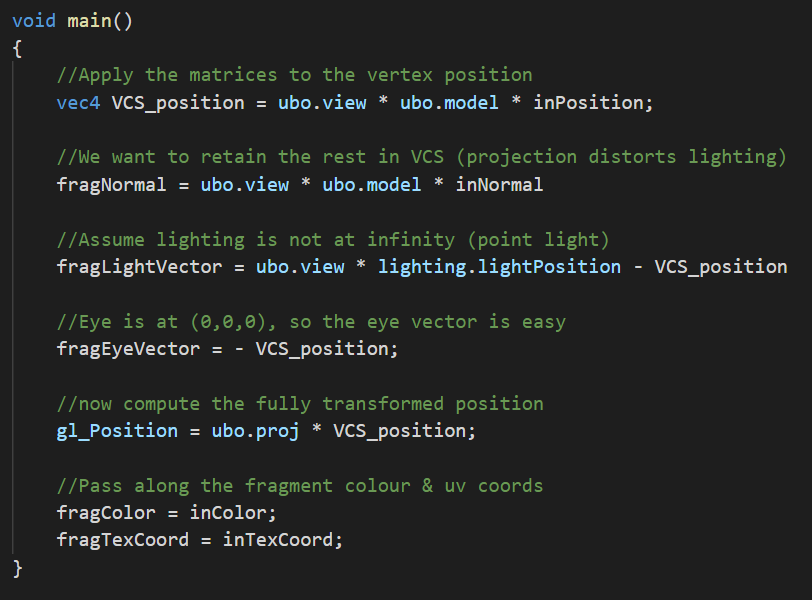 void main()
{
//Apply the matrices to the vertex position
vec4 VCS_position = ubo.view * ubo.model * inPosition;
//We want to retain the rest in VCS (projection distorts lighting)
fragNormal = ubo.view * ubo.model * inNormal
//Assume lighting is not at infinity (point light)
fragLightVector = ubo.view * lighting.lightPosition - VCS_position
//Eye is at (0,0,0), so the eye vector is easy
fragEyeVector = - VCS_position;
//now compute the fully transformed position
gl_Position = ubo.proj * VCS_position;
//Pass along the fragment colour & uv coords
fragColor = inColor;
fragTexCoord = inTexCoord;
}